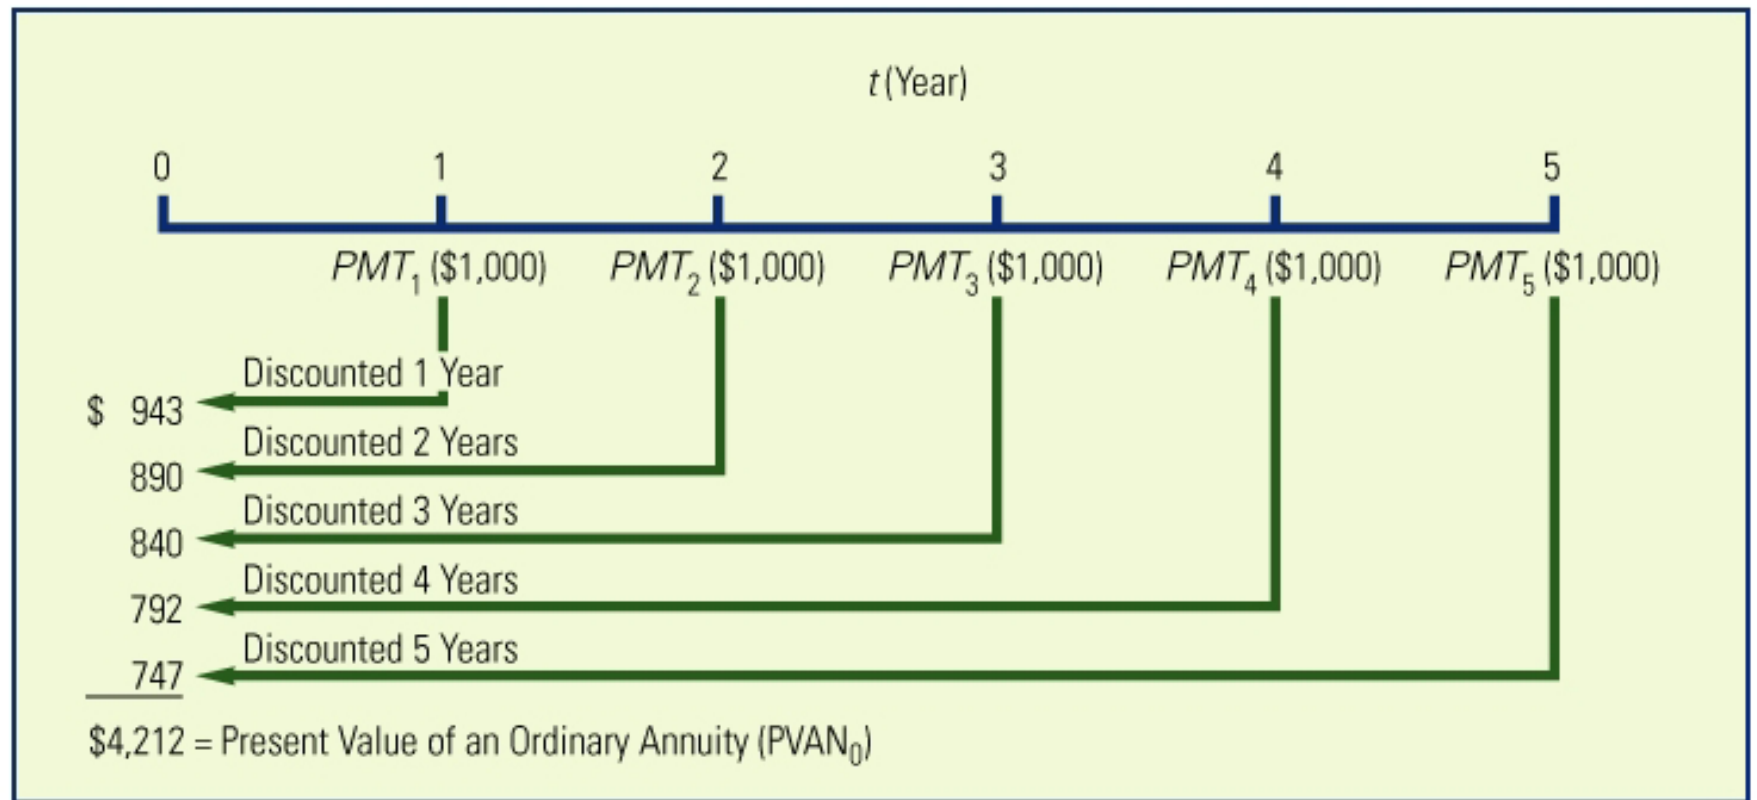 t (Year)
0 1 2 3 4 5
PMT₁ ($1,000) PMT₂ ($1,000) PMT₃ ($1,000) PMT₄ ($1,000) PMT₅ ($1,000)
Discounted 1 Year
$ 943
Discounted 2 Years
890
Discounted 3 Years
840
Discounted 4 Years
792
Discounted 5 Years
747
$4,212 = Present Value of an Ordinary Annuity (PVAN₀)